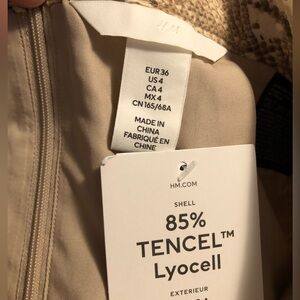 EUR 36
US 4
CA 4
MX 4
CN 165/68A
MADE IN
CHINA
FABRIQUÉ EN
CHINE
HM.COM
SHELL
85%
TENCEL™
Lyocell
EXTERIEUR